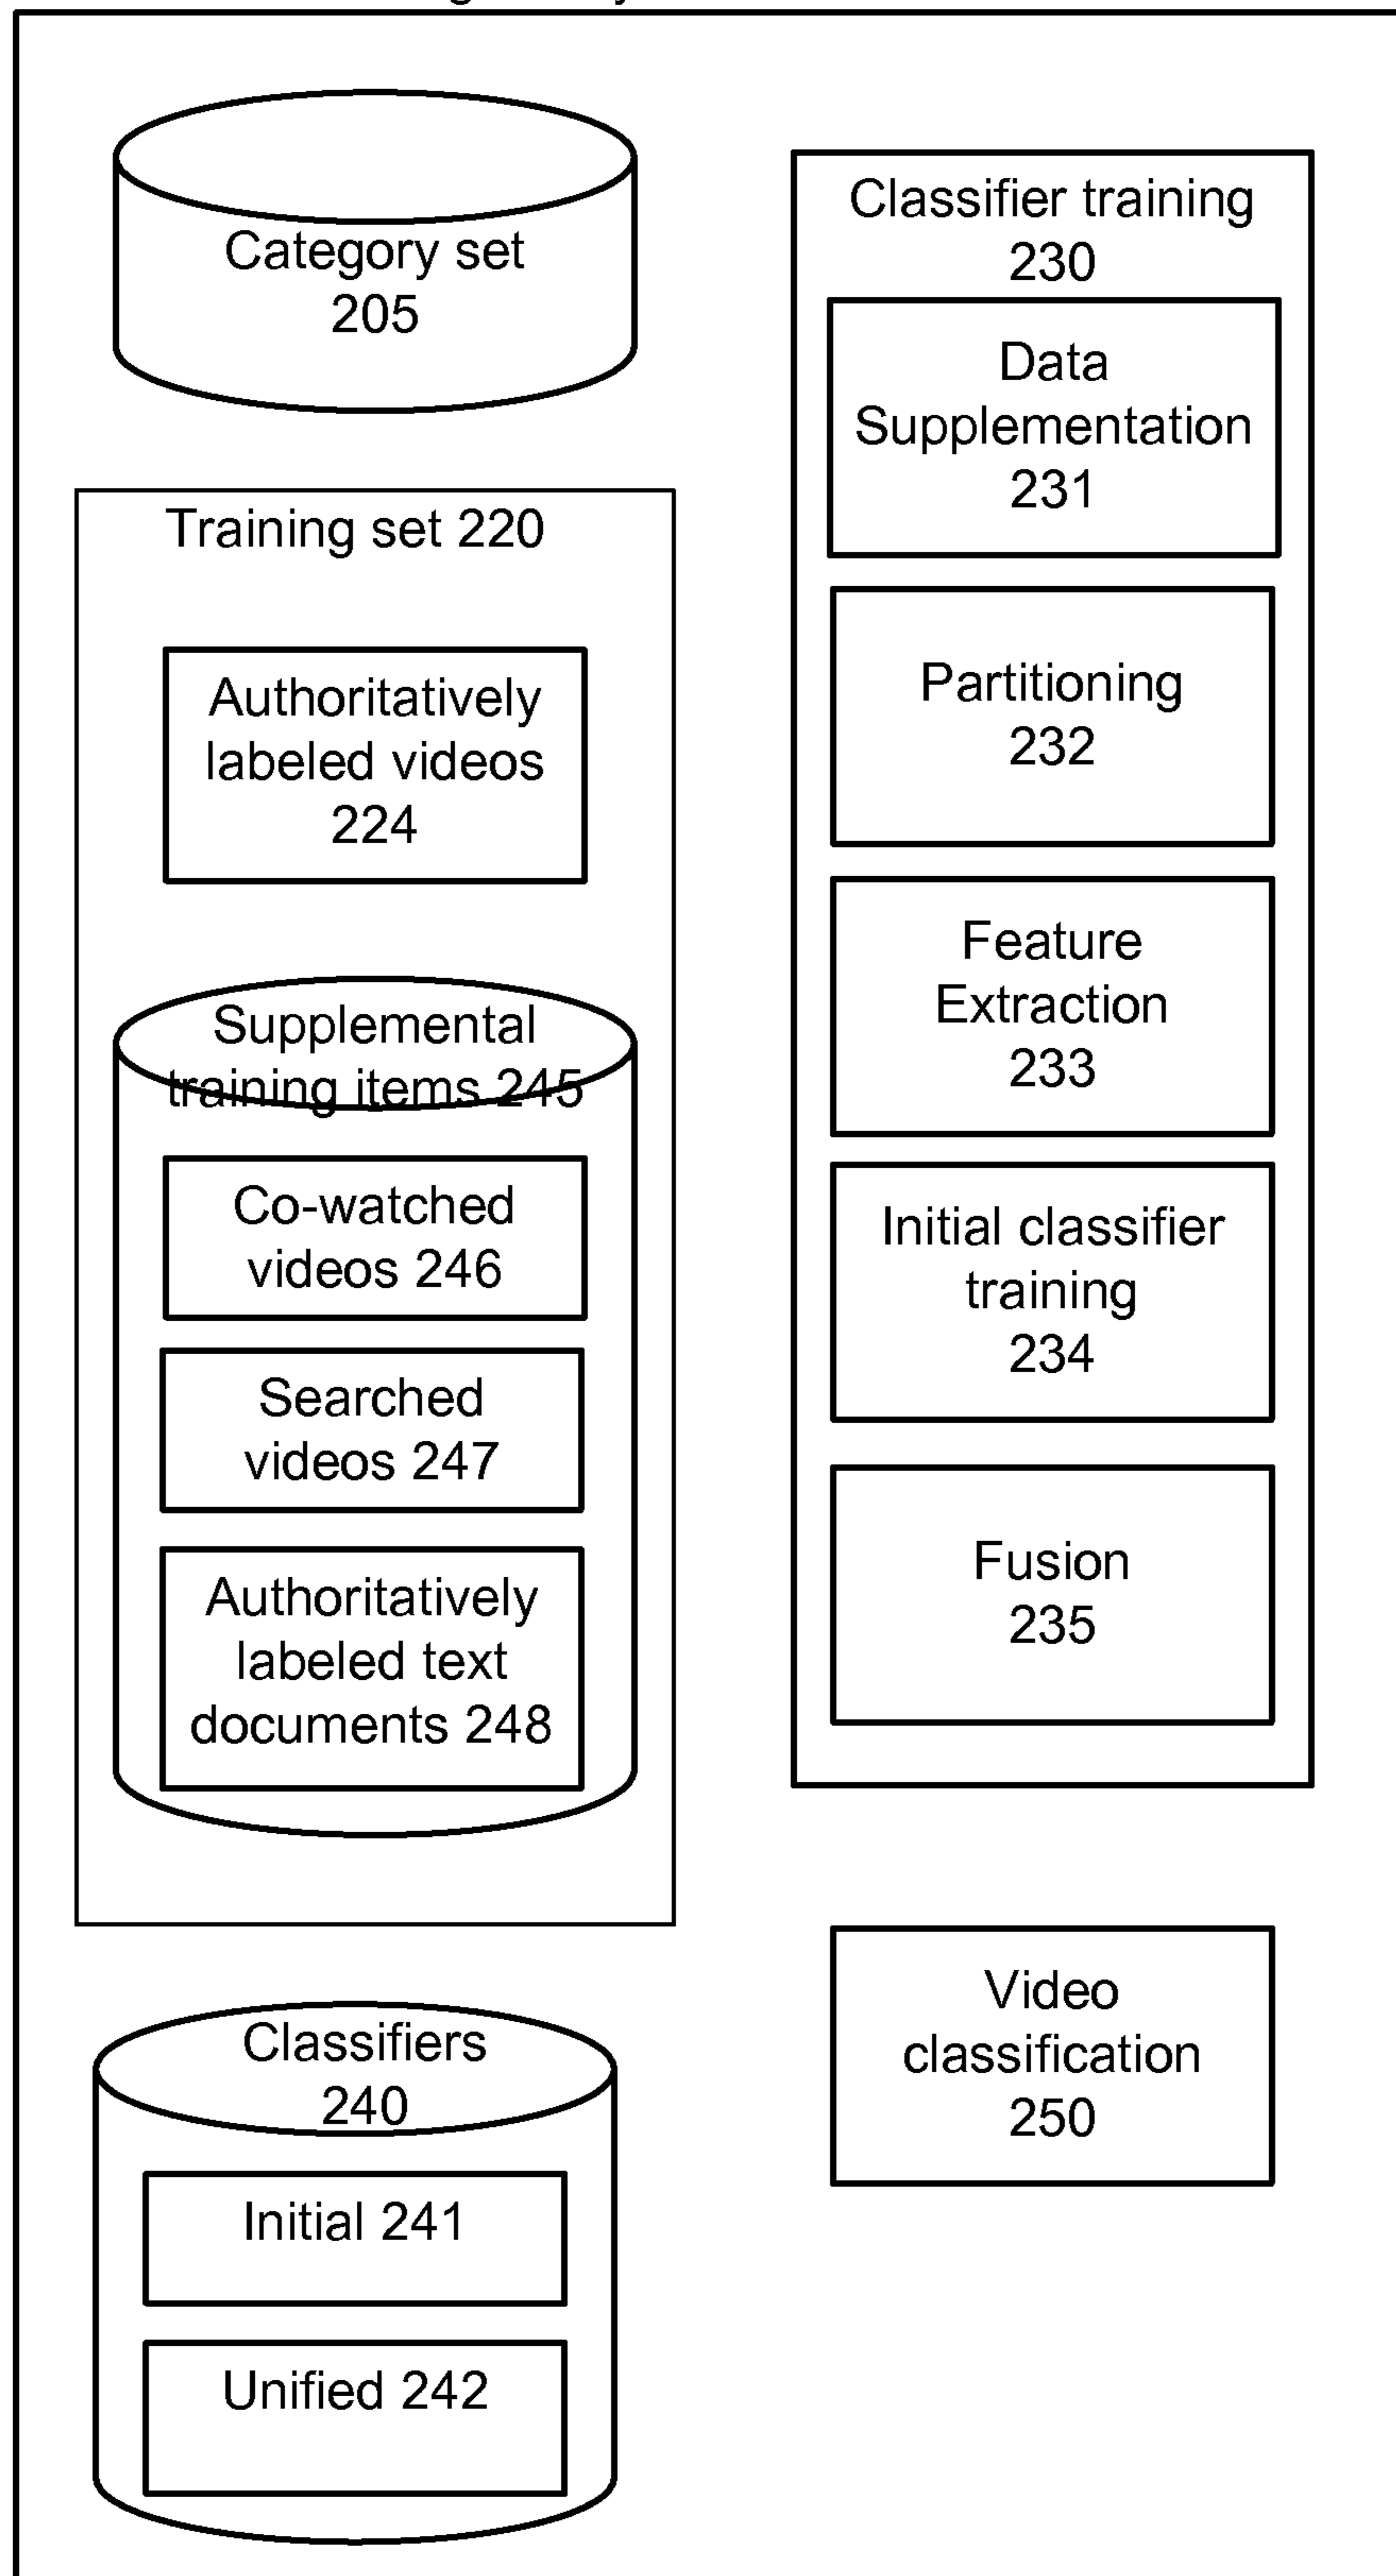 Category set
205
Training set 220
Authoritatively
labeled videos
224
Supplemental
training items 245
Co-watched
videos 246
Searched
videos 247
Authoritatively
labeled text
documents 248
Classifiers
240
Initial 241
Unified 242
Classifier training
230
Data
Supplementation
231
Partitioning
232
Feature
Extraction
233
Initial classifier
training
234
Fusion
235
Video
classification
250